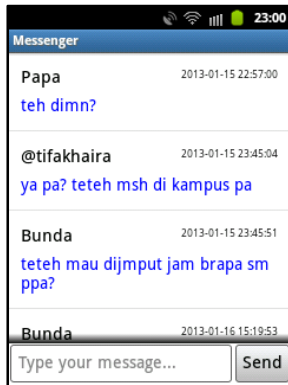 23:00
Messenger
Papa 2013-01-15 22:57:00
teh dimn?
@tifakhaira 2013-01-15 23:45:04
ya pa? teteh msh di kampus pa
Bunda 2013-01-15 23:45:51
teteh mau dijmput jam brapa sm
ppa?
Bunda 2013-01-16 15:19:53
Type your message... Send